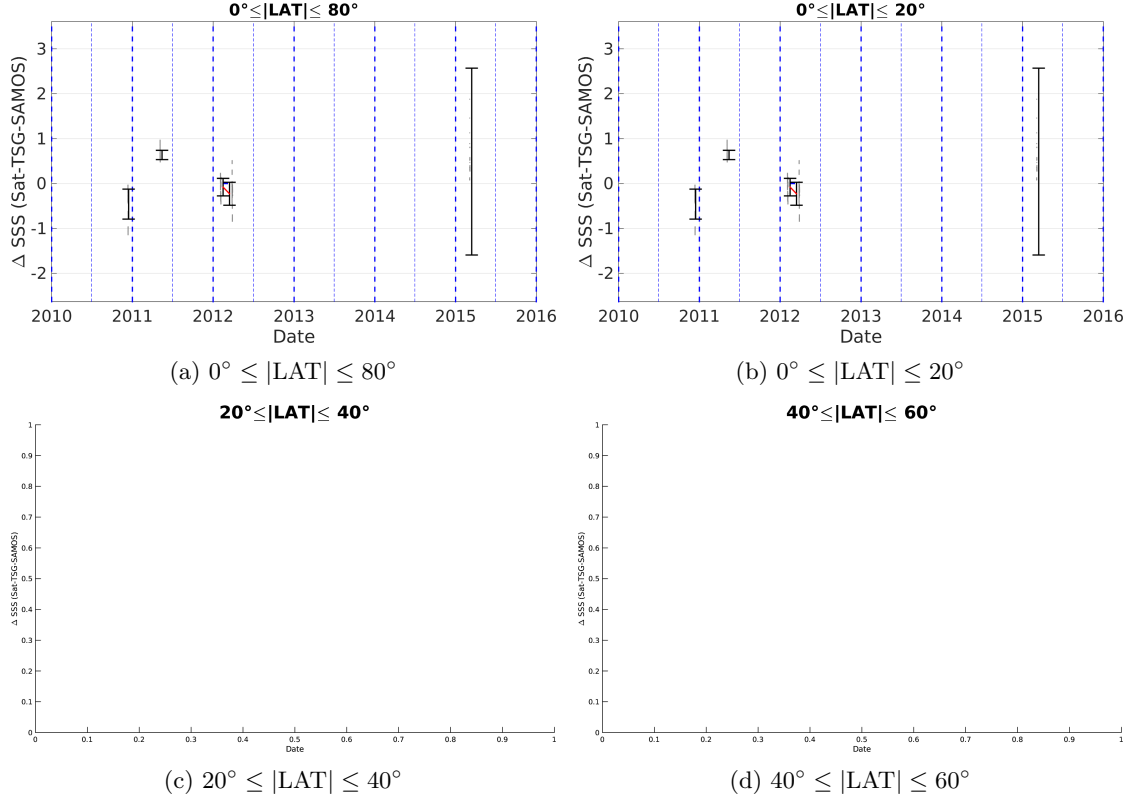 0°≤|LAT|≤ 80°
3
2
1
0
-1
-2
Δ SSS (Sat-TSG-SAMOS)
2010 2011 2012 2013 2014 2015 2016
Date
(a) 0° ≤ |LAT| ≤ 80°
0°≤|LAT|≤ 20°
3
2
1
0
-1
-2
Δ SSS (Sat-TSG-SAMOS)
2010 2011 2012 2013 2014 2015 2016
Date
(b) 0° ≤ |LAT| ≤ 20°
20°≤|LAT|≤ 40°
1
0.9
0.8
0.7
0.6
0.5
0.4
0.3
0.2
0.1
0
Δ SSS (Sat-TSG-SAMOS)
0 0.1 0.2 0.3 0.4 0.5 0.6 0.7 0.8 0.9 1
Date
(c) 20° ≤ |LAT| ≤ 40°
40°≤|LAT|≤ 60°
1
0.9
0.8
0.7
0.6
0.5
0.4
0.3
0.2
0.1
0
Δ SSS (Sat-TSG-SAMOS)
0 0.1 0.2 0.3 0.4 0.5 0.6 0.7 0.8 0.9 1
Date
(d) 40° ≤ |LAT| ≤ 60°